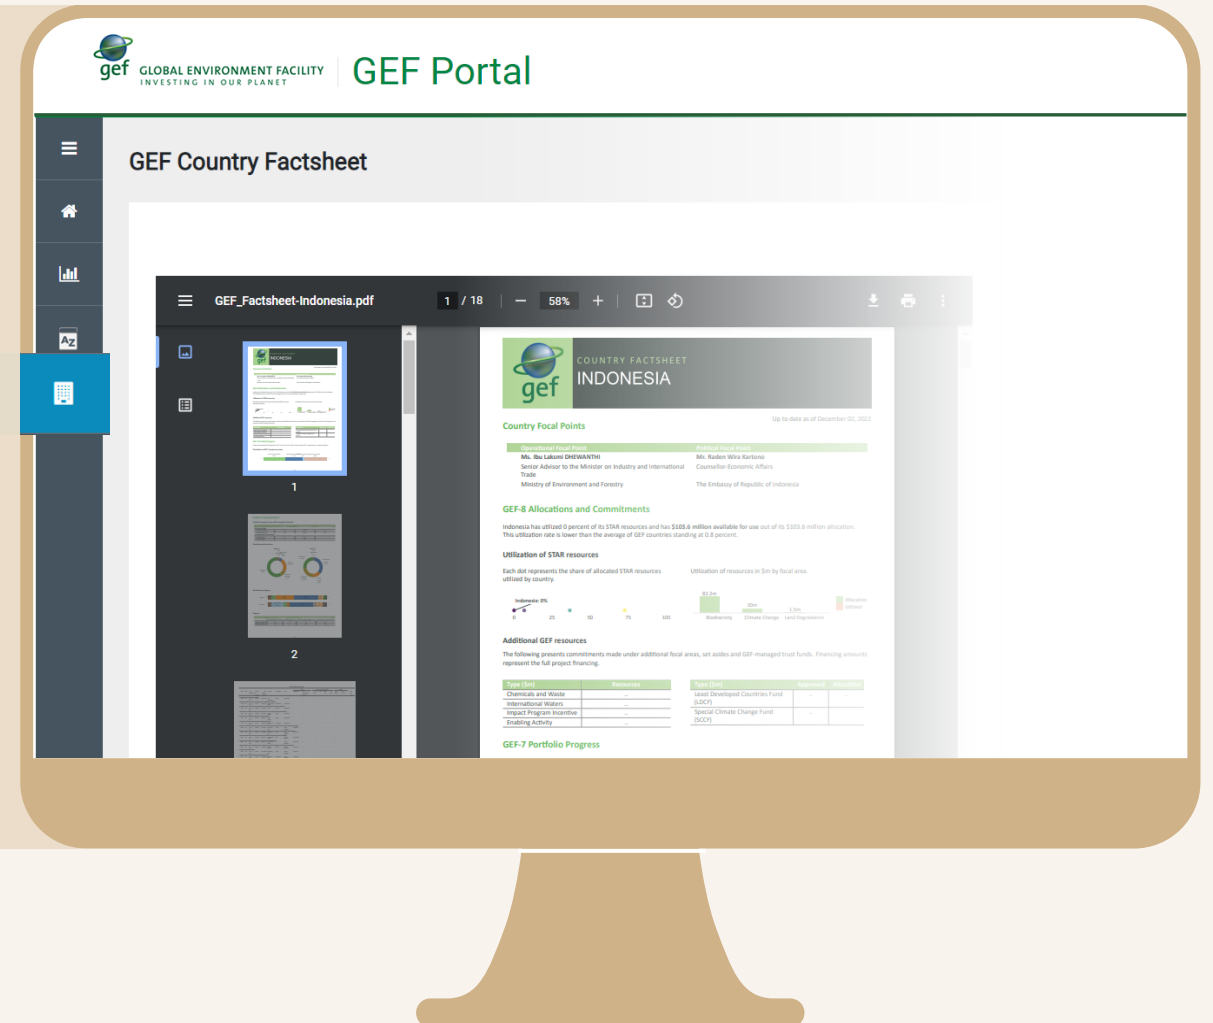 gef
GLOBAL ENVIRONMENT FACILITY
INVESTING IN OUR PLANET
GEF Portal
GEF Country Factsheet
GEF_Factsheet-Indonesia.pdf
1 / 18
58%
AZ
1
2
gef
COUNTRY FACTSHEET
INDONESIA
Up to date as of December 02, 2022
Country Focal Points
Operational Focal Point
Political Focal Point
Ms. Ibu Laksmi DHEWANTHI
Mr. Raden Wira Kartono
Senior Advisor to the Minister on Industry and International
Trade
Counsellor-Economic Affairs
Ministry of Environment and Forestry
The Embassy of Republic of Indonesia
GEF-8 Allocations and Commitments
Indonesia has utilized 0 percent of its STAR resources and has $103.6 million available for use out of its $103.6 million allocation.
This utilization rate is lower than the average of GEF countries standing at 0.8 percent.
Utilization of STAR resources
Each dot represents the share of allocated STAR resources
utilized by country.
Utilization of resources in $m by focal area.
Indonesia: 0%
0 25 50 75 100
10m
1.5m
Biodiversity Climate Change Land Degradation
Allocation
Utilized
Additional GEF resources
The following presents commitments made under additional focal areas, set asides and GEF-managed trust funds. Financing amounts
represent the full project financing.
Type ($m) Resources
Chemicals and Waste ..
International Waters ..
Impact Program Incentive ..
Enabling Activity ..
Type ($m) Approved Allocation
Least Developed Countries Fund
(LDCF)
Special Climate Change Fund
(SCCF)
GEF-7 Portfolio Progress